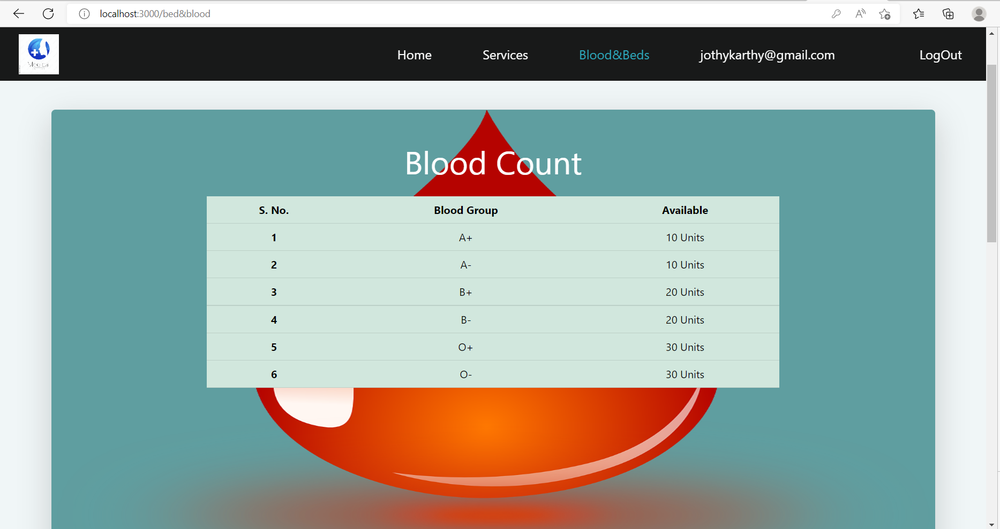 localhost:3000/bed&blood
Medical
Home Services Blood&Beds jothykarthy@gmail.com LogOut
Blood Count
S. No. Blood Group Available
1 A+ 10 Units
2 A- 10 Units
3 B+ 20 Units
4 B- 20 Units
5 O+ 30 Units
6 O- 30 Units